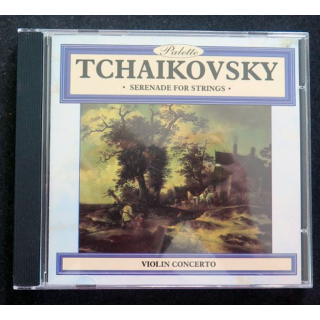 Palette
TCHAIKOVSKY
• SERENADE FOR STRINGS •
VIOLIN CONCERTO